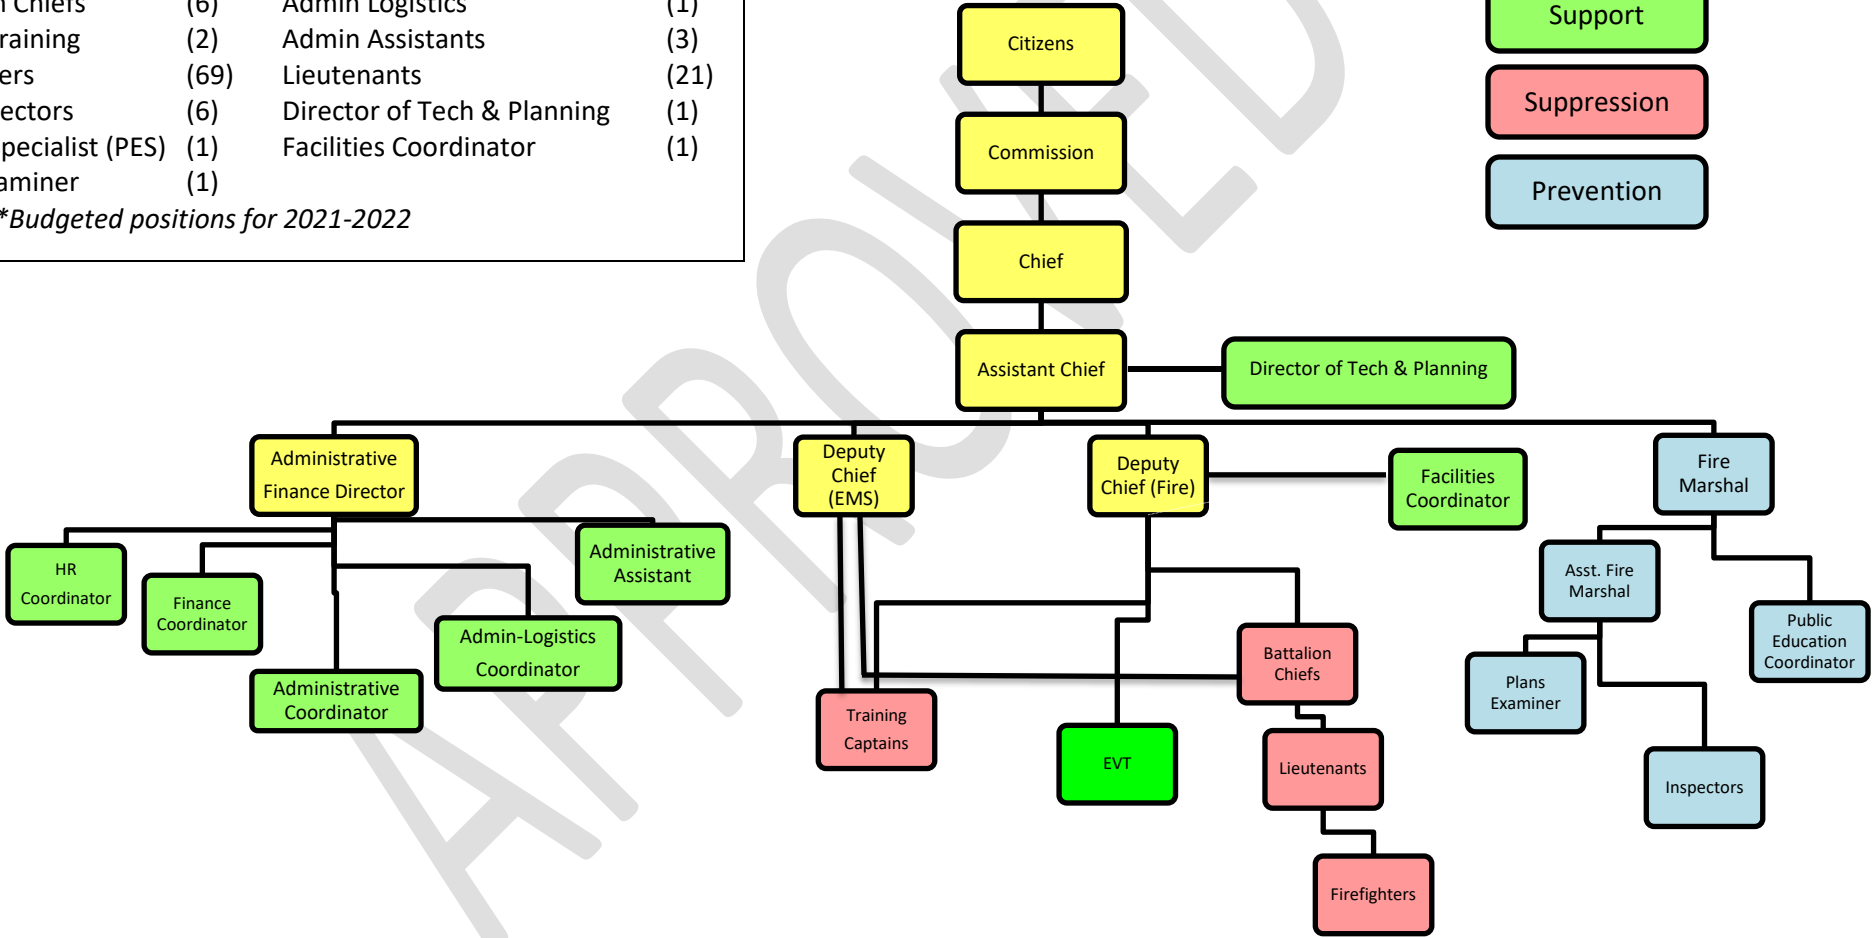 Chiefs (6) Admin Logistics (1)
raining (2) Admin Assistants (3)
ers (69) Lieutenants (21)
ectors (6) Director of Tech & Planning (1)
pecialist (PES) (1) Facilities Coordinator (1)
aminer (1)
*Budgeted positions for 2021-2022
Support
Suppression
Prevention
Citizens
Commission
Chief
Assistant Chief
Director of Tech & Planning
Administrative
Finance Director
Deputy
Chief
(EMS)
Deputy
Chief (Fire)
Facilities
Coordinator
Fire
Marshal
HR
Coordinator
Finance
Coordinator
Administrative
Coordinator
Admin-Logistics
Coordinator
Administrative
Assistant
Training
Captains
EVT
Battalion
Chiefs
Lieutenants
Firefighters
Asst. Fire
Marshal
Plans
Examiner
Inspectors
Public
Education
Coordinator
APPROVED